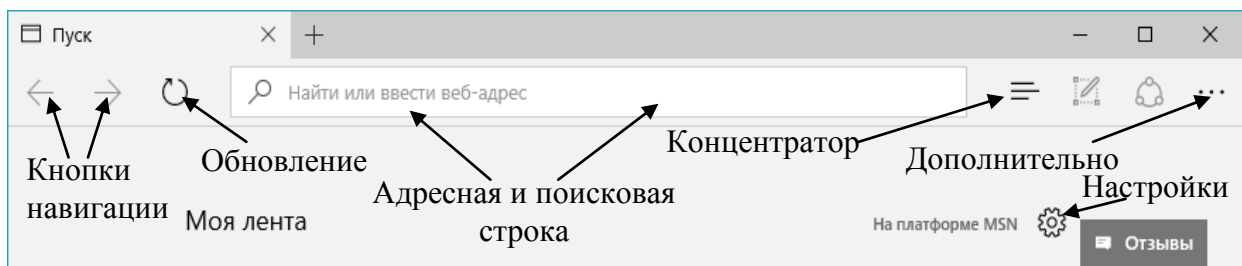 Пуск
Найти или ввести веб-адрес
Концентратор
Обновление
Дополнительно
Кнопки
навигации
Адресная и поисковая
строка
Настройки
Моя лента
На платформе MSN
Отзывы